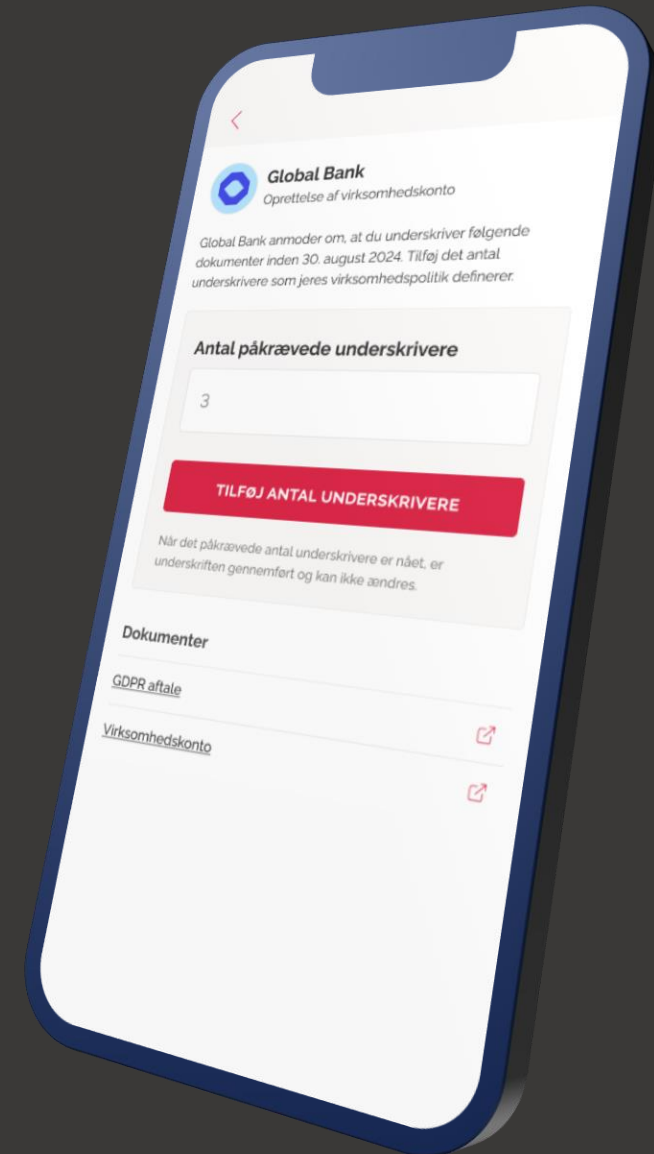 Global Bank
Oprettelse af virksomhedskonto
Global Bank anmoder om, at du underskriver følgende
dokumenter inden 30. august 2024. Tilføj det antal
underskrivere som jeres virksomhedspolitik definerer.
Antal påkrævede underskrivere
3
TILFØJ ANTAL UNDERSKRIVERE
Når det påkrævede antal underskrivere er nået, er
underskriften gennemført og kan ikke ændres.
Dokumenter
GDPR aftale
Virksomhedskonto